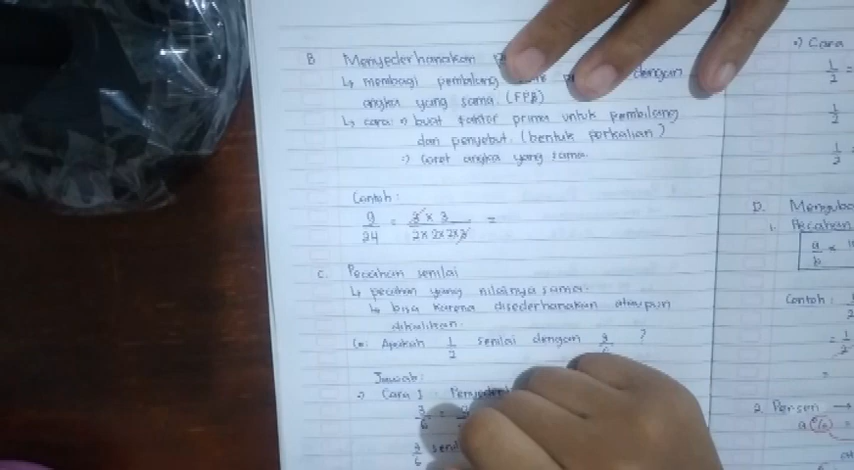 B Menyederhanakan
↳ membagi pembilang dengan
angka yang sama. (FPB)
↳ cara: buat faktor prima untuk pembilang
dan penyebut. (bentuk perkalian)
:) Coret angka yang sama.
Contoh:
9/24 = 3 × 3 / 2 × 2 × 2 × 3 =
C. Pecahan senilai
↳ pecahan yang nilainya sama.
↳ bisa karena disederhanakan ataupun
dikalikan.
Co: Apakah 1/2 senilai dengan 3/6 ?
Jawab:
Cara I :
3/6 =
3/6
Cara
1/2 =
1/2
1/2
D.
1. Pecahan
a/b ×
Contoh:
= 1/2
=
2. Persen →
a% =